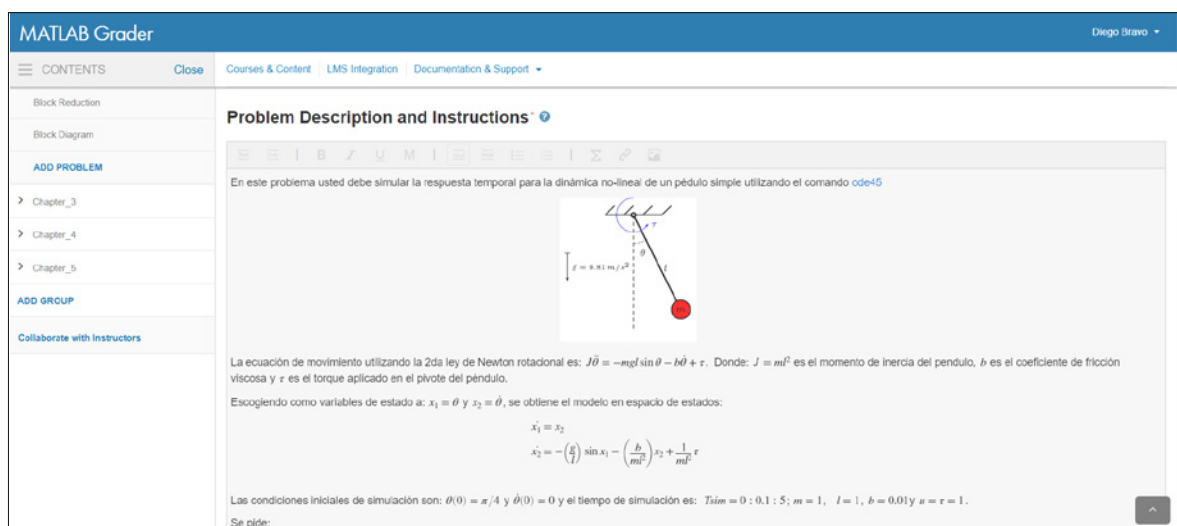 MATLAB Grader
Diego Bravo
CONTENTS Close
Courses & Content LMS Integration Documentation & Support
Block Reduction
Block Diagram
ADD PROBLEM
> Chapter_3
> Chapter_4
> Chapter_5
ADD GROUP
Collaborate with Instructors
Problem Description and Instructions* ?
B I U M Σ
En este problema usted debe simular la respuesta temporal para la dinámica no-lineal de un pédulo simple utilizando el comando ode45
τ
θ
g = 9.81 m/s²
l
m
La ecuación de movimiento utilizando la 2da ley de Newton rotacional es: Jθ̈ = −mgl sin θ − bθ̇ + τ. Donde: J = ml² es el momento de inercia del pendulo, b es el coeficiente de fricción
viscosa y τ es el torque aplicado en el pivote del péndulo.
Escogiendo como variables de estado a: x₁ = θ y x₂ = θ̇, se obtiene el modelo en espacio de estados:
ẋ₁ = x₂
ẋ₂ = −(g/l) sin x₁ − (b/ml²) x₂ + 1/ml² τ
Las condiciones iniciales de simulación son: θ(0) = π/4 y θ̇(0) = 0 y el tiempo de simulación es: Tsim = 0 : 0.1 : 5; m = 1, l = 1, b = 0.01y u = τ = 1.
Se pide: